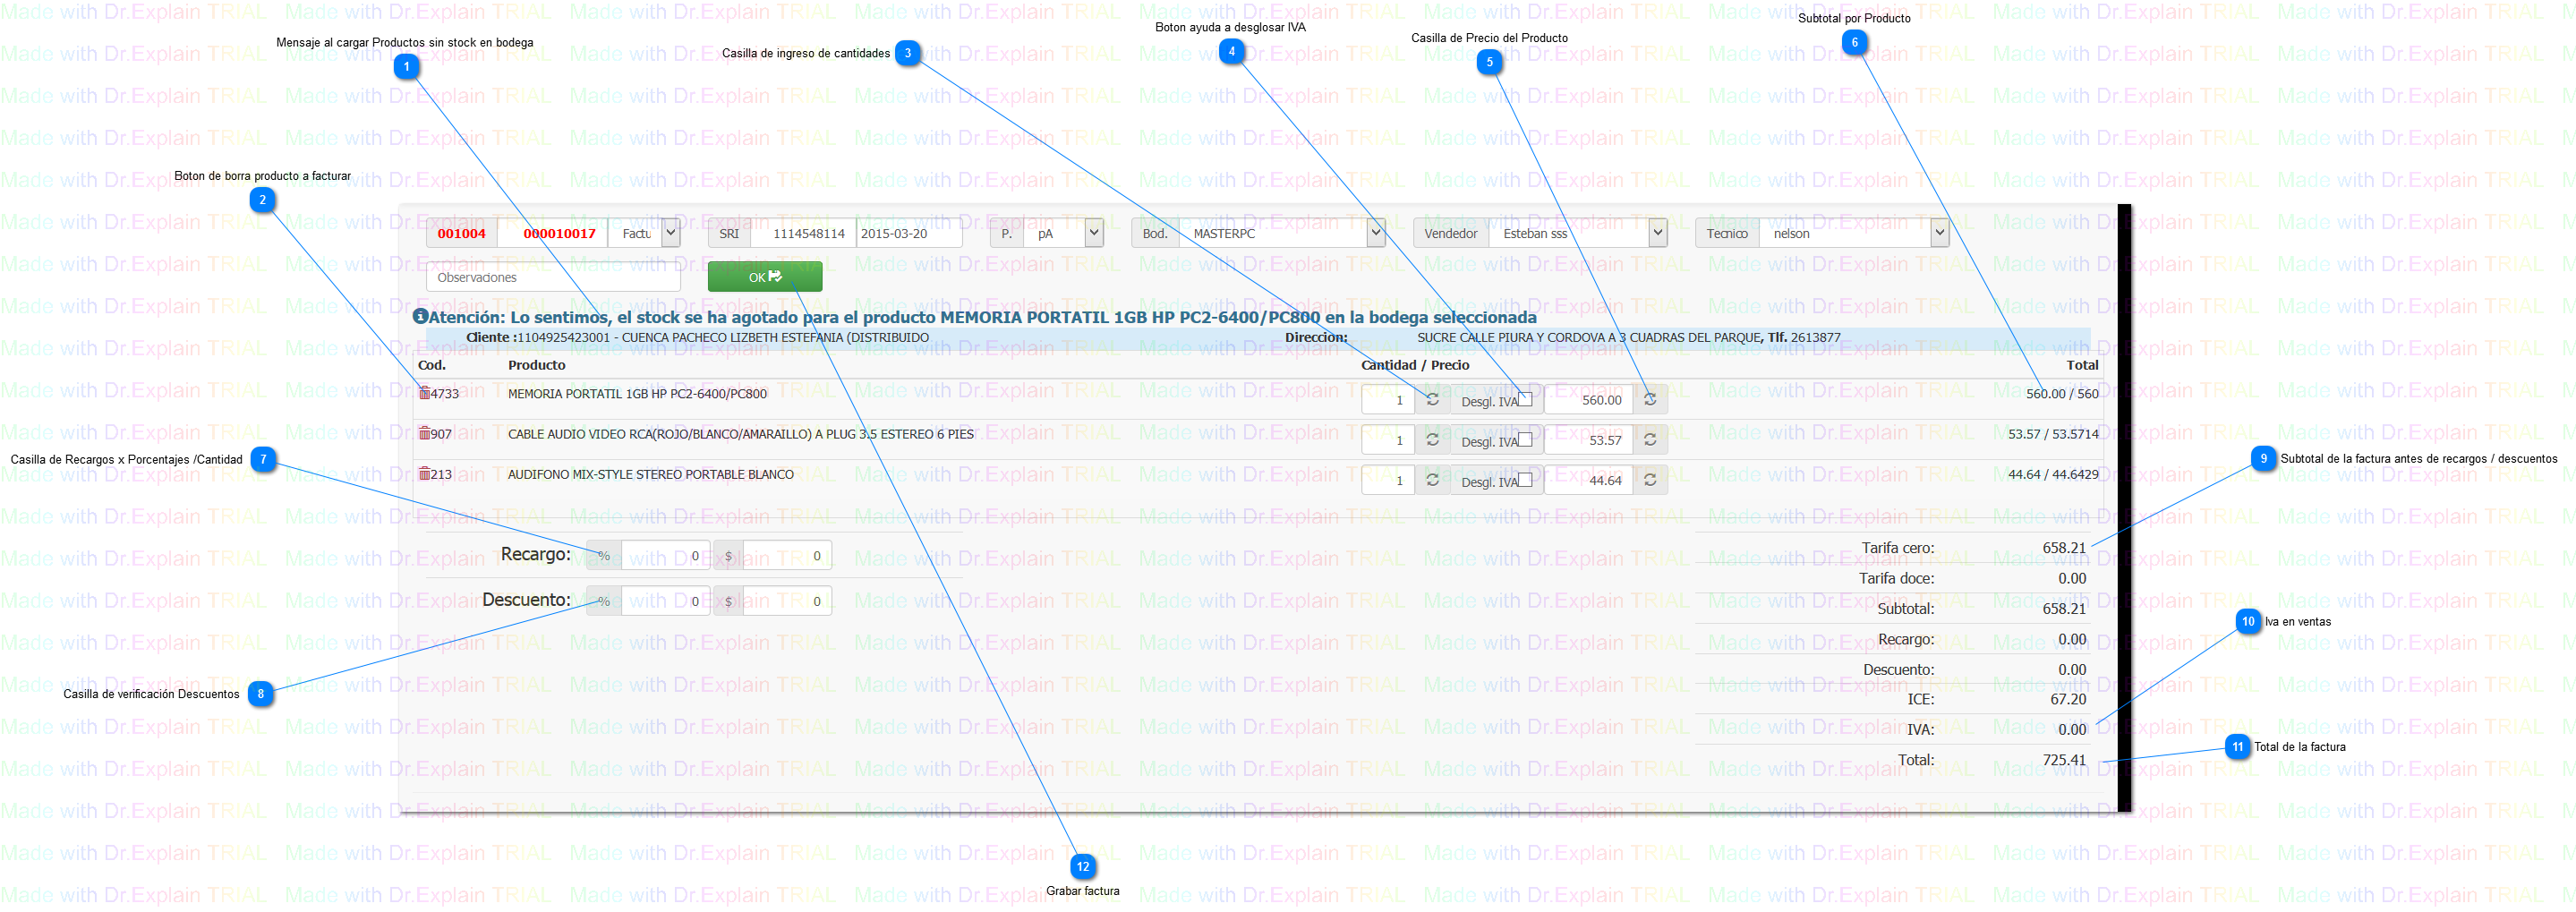 Made with Dr.Explain TRIAL
Subtotal por Producto
6
Boton ayuda a desglosar IVA
4
Casilla de Precio del Producto
5
Mensaje al cargar Productos sin stock en bodega
1
Casilla de ingreso de cantidades 3
Boton de borra producto a facturar
2
001004 000010017 Factu SRI 1114548114 2015-03-20 P. pA Bod. MASTERPC Vendedor Esteban sss Tecnico nelson
Observaciones OK
Atención: Lo sentimos, el stock se ha agotado para el producto MEMORIA PORTATIL 1GB HP PC2-6400/PC800 en la bodega seleccionada
Cliente :1104925423001 - CUENCA PACHECO LIZBETH ESTEFANIA (DISTRIBUIDO Direccion: SUCRE CALLE PIURA Y CORDOVA A 3 CUADRAS DEL PARQUE, Tlf. 2613877
Cod. Producto Cantidad / Precio Total
4733 MEMORIA PORTATIL 1GB HP PC2-6400/PC800 1 Desgl. IVA 560.00 560.00 / 560
907 CABLE AUDIO VIDEO RCA(ROJO/BLANCO/AMARAILLO) A PLUG 3.5 ESTEREO 6 PIES 1 Desgl. IVA 53.57 53.57 / 53.5714
213 AUDIFONO MIX-STYLE STEREO PORTABLE BLANCO 1 Desgl. IVA 44.64 44.64 / 44.6429
Casilla de Recargos x Porcentajes /Cantidad 7
9 Subtotal de la factura antes de recargos / descuentos
Recargo: % 0 $ 0
Descuento: % 0 $ 0
Casilla de verificación Descuentos 8
Tarifa cero: 658.21
Tarifa doce: 0.00
Subtotal: 658.21
Recargo: 0.00
Descuento: 0.00
ICE: 67.20
IVA: 0.00
Total: 725.41
10 Iva en ventas
11 Total de la factura
12
Grabar factura